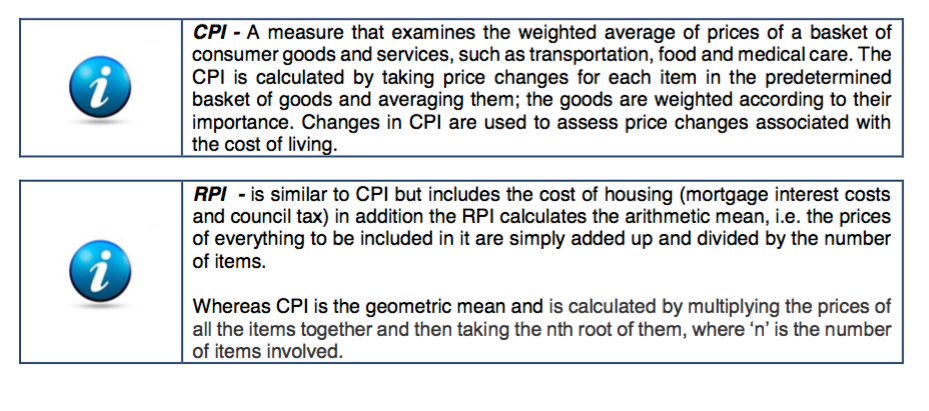 CPI - A measure that examines the weighted average of prices of a basket of
consumer goods and services, such as transportation, food and medical care. The
CPI is calculated by taking price changes for each item in the predetermined
basket of goods and averaging them; the goods are weighted according to their
importance. Changes in CPI are used to assess price changes associated with
the cost of living.
RPI - is similar to CPI but includes the cost of housing (mortgage interest costs
and council tax) in addition the RPI calculates the arithmetic mean, i.e. the prices
of everything to be included in it are simply added up and divided by the number
of items.
Whereas CPI is the geometric mean and is calculated by multiplying the prices of
all the items together and then taking the nth root of them, where ‘n’ is the number
of items involved.